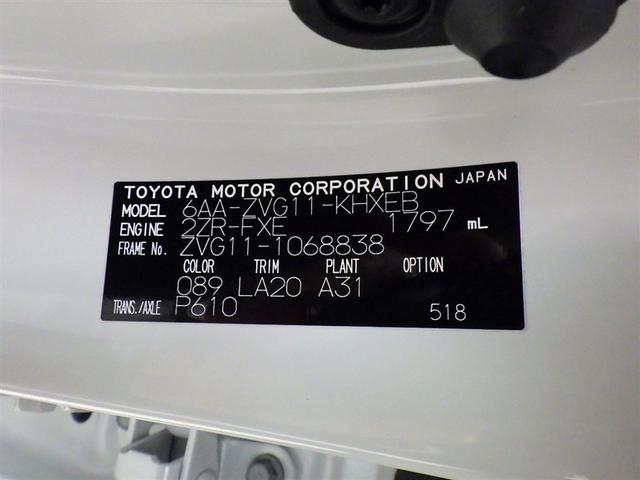 TOYOTA MOTOR CORPORATION JAPAN
MODEL 6AA-ZVG11-KHXEB
ENGINE 2ZR-FXE 1797 mL
FRAME No. ZVG11-1068838
COLOR TRIM PLANT OPTION
089 LA20 A31
TRANS./AXLE P610 518